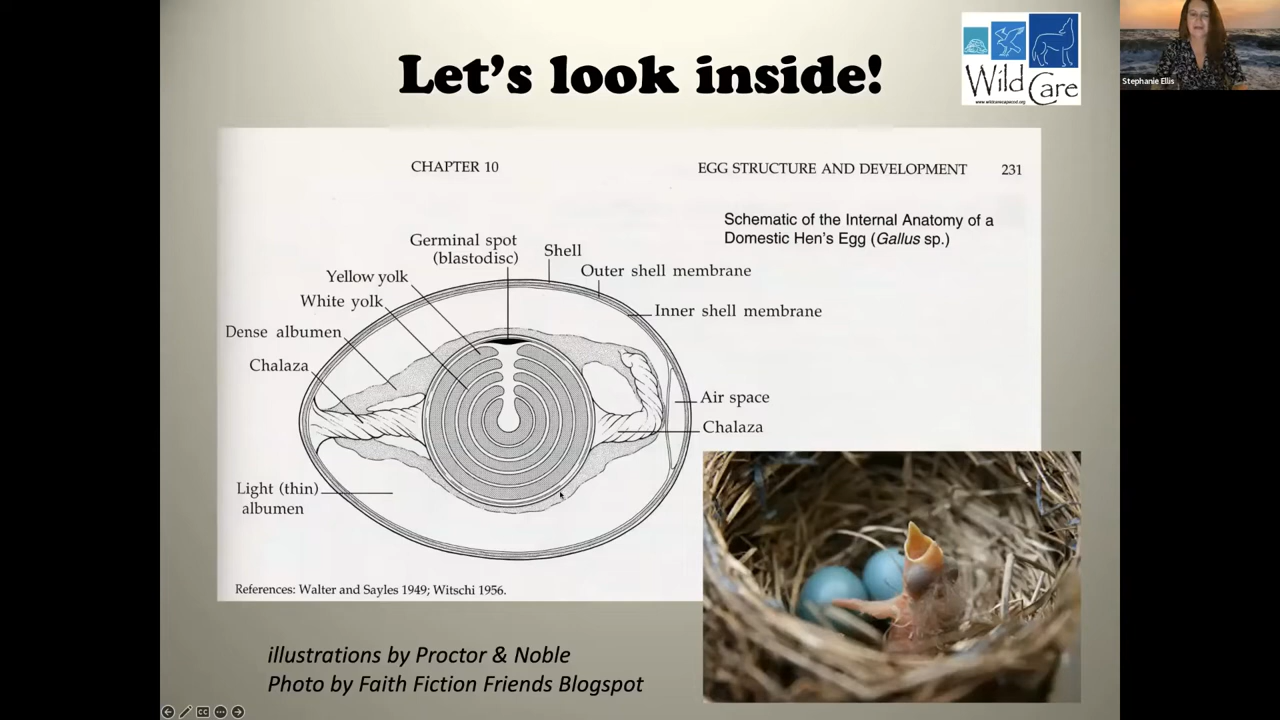 Let's look inside!
Wild Care
www.wildcarecapecod.org
Stephanie Ellis
CHAPTER 10
EGG STRUCTURE AND DEVELOPMENT 231
Schematic of the Internal Anatomy of a
Domestic Hen's Egg (Gallus sp.)
Germinal spot
(blastodisc)
Shell
Outer shell membrane
Yellow yolk
White yolk
Inner shell membrane
Dense albumen
Chalaza
Air space
Chalaza
Light (thin)
albumen
References: Walter and Sayles 1949; Witschi 1956.
illustrations by Proctor & Noble
Photo by Faith Fiction Friends Blogspot
CC